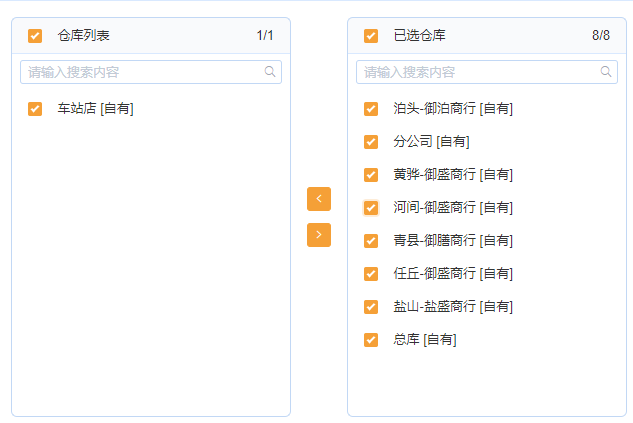 仓库列表 1/1
请输入搜索内容
车站店 [自有]
已选仓库 8/8
请输入搜索内容
泊头-御泊商行 [自有]
分公司 [自有]
黄骅-御盛商行 [自有]
河间-御盛商行 [自有]
青县-御膳商行 [自有]
任丘-御盛商行 [自有]
盐山-盐盛商行 [自有]
总库 [自有]